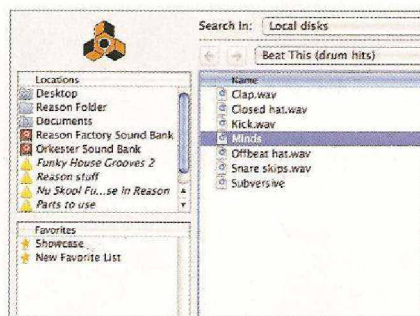 Search in: Local disks
Beat This (drum hits)
Locations
Desktop
Reason Folder
Documents
Reason Factory Sound Bank
Orkester Sound Bank
Funky House Grooves 2
Reason stuff
Nu Skool Fu...se in Reason
Parts to use
Favorites
Showcase
New Favorite List
Name
Clap.wav
Closed hat.wav
Kick.wav
Minds
Offbeat hat.wav
Snare skips.wav
Subversive